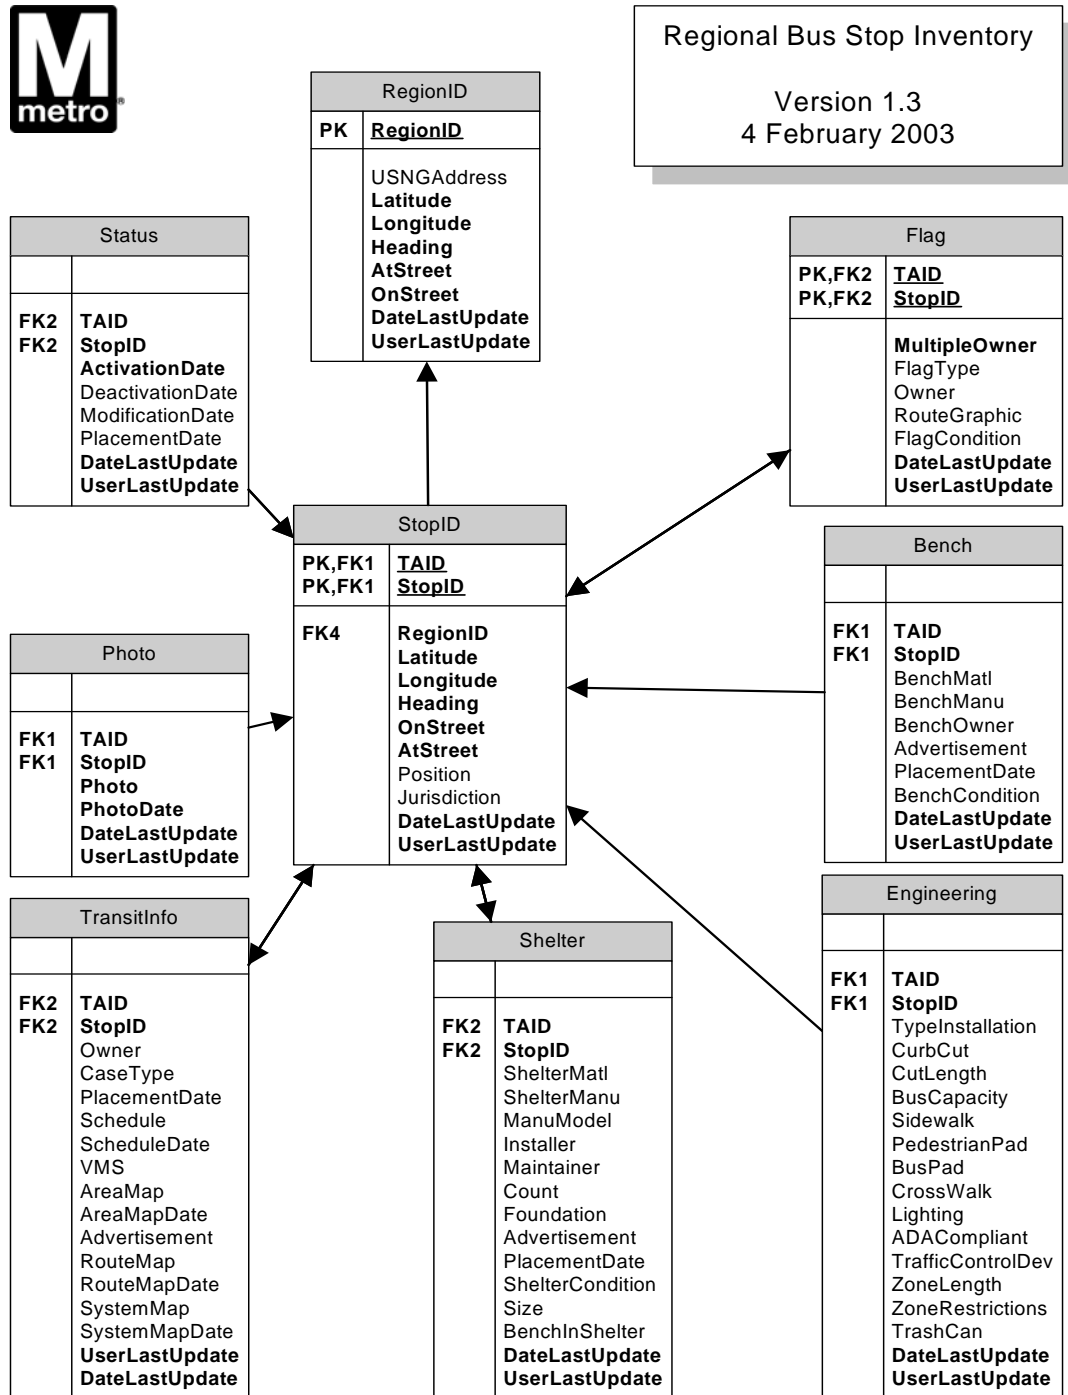 M
metro®
Regional Bus Stop Inventory
Version 1.3
4 February 2003
RegionID
PK RegionID
USNGAddress
Latitude
Longitude
Heading
AtStreet
OnStreet
DateLastUpdate
UserLastUpdate
Status
FK2 TAID
FK2 StopID
ActivationDate
DeactivationDate
ModificationDate
PlacementDate
DateLastUpdate
UserLastUpdate
Flag
PK,FK2 TAID
PK,FK2 StopID
MultipleOwner
FlagType
Owner
RouteGraphic
FlagCondition
DateLastUpdate
UserLastUpdate
StopID
PK,FK1 TAID
PK,FK1 StopID
FK4 RegionID
Latitude
Longitude
Heading
OnStreet
AtStreet
Position
Jurisdiction
DateLastUpdate
UserLastUpdate
Bench
FK1 TAID
FK1 StopID
BenchMatl
BenchManu
BenchOwner
Advertisement
PlacementDate
BenchCondition
DateLastUpdate
UserLastUpdate
Photo
FK1 TAID
FK1 StopID
Photo
PhotoDate
DateLastUpdate
UserLastUpdate
TransitInfo
FK2 TAID
FK2 StopID
Owner
CaseType
PlacementDate
Schedule
ScheduleDate
VMS
AreaMap
AreaMapDate
Advertisement
RouteMap
RouteMapDate
SystemMap
SystemMapDate
UserLastUpdate
DateLastUpdate
Shelter
FK2 TAID
FK2 StopID
ShelterMatl
ShelterManu
ManuModel
Installer
Maintainer
Count
Foundation
Advertisement
PlacementDate
ShelterCondition
Size
BenchInShelter
DateLastUpdate
UserLastUpdate
Engineering
FK1 TAID
FK1 StopID
TypeInstallation
CurbCut
CutLength
BusCapacity
Sidewalk
PedestrianPad
BusPad
CrossWalk
Lighting
ADACompliant
TrafficControlDev
ZoneLength
ZoneRestrictions
TrashCan
DateLastUpdate
UserLastUpdate